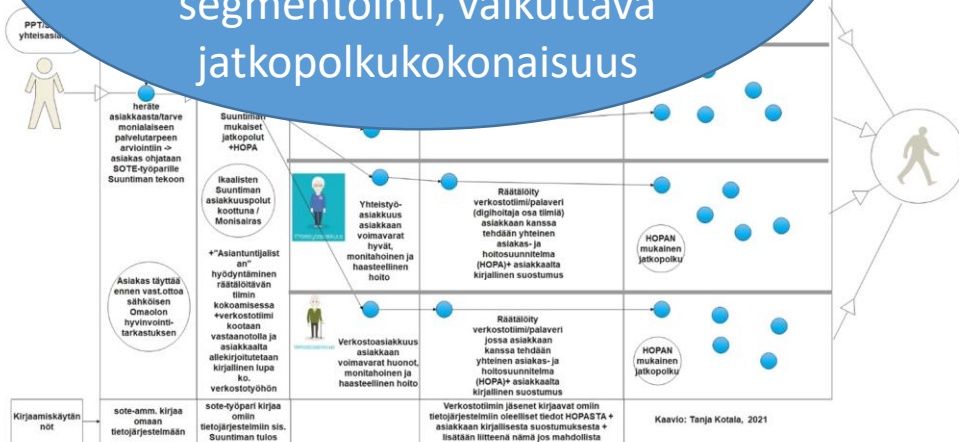 segmentointi, vaikuttava
jatkopolkukokonaisuus
heräte
asiakkaasta/tarve
monialaiseen
palvelutarpeen
arviointiin ->
asiakas ohjataan
SOTE-työparille
Suuntiman tekoon
Asiakas täyttää
ennen vast.ottoa
sähköisen
Omaolon
hyvinvointi-
tarkastuksen
Suuntiman
mukaiset
jatkopolut
+HOPA
Ikaalisten
Suuntiman
asiakkuuspolut
koottuna /
Monisairas
+"Asiantuntijalist
an"
hyödyntäminen
räätälöitävän
tiimin
kokoamisessa
+verkostotiimi
kootaan
vastaanotolla ja
asiakkaalta
allekirjoitutetaan
kirjallinen lupa
ko.
verkostotyöhön
Yhteistyö-
asiakkuus
asiakkaan
voimavarat
hyvät,
monitahoinen ja
haasteellinen
hoito
Räätälöity
verkostotiimi/palaveri
(digihoitaja osa tiimiä)
asiakkaan kanssa
tehdään yhteinen
asiakas- ja
hoitosuunnitelma
(HOPA)+ asiakkaalta
kirjallinen suostumus
HOPAN
mukainen
jatkopolku
Verkostoasiakkuus
asiakkaan
voimavarat huonot,
monitahoinen ja
haasteellinen hoito
Räätälöity
verkostotiimi/palaveri
jossa asiakkaan
kanssa tehdään
yhteinen asiakas- ja
hoitosuunnitelma
(HOPA)+ asiakkaalta
kirjallinen suostumus
HOPAN
mukainen
jatkopolku
Kirjaamiskäytän
nöt
sote-amm. kirjaa
omaan
tietojärjestelmään
sote-työpari kirjaa
omiin
tietojärjestelmiin sis.
Suuntiman tulos
Verkostotiimin jäsenet kirjaavat omiin
tietojärjestelmiin oleelliset tiedot HOPASTA +
asiakkaan kirjallisesta suostumuksesta +
lisätään liitteenä nämä jos mahdollista
Kaavio: Tanja Kotala, 2021